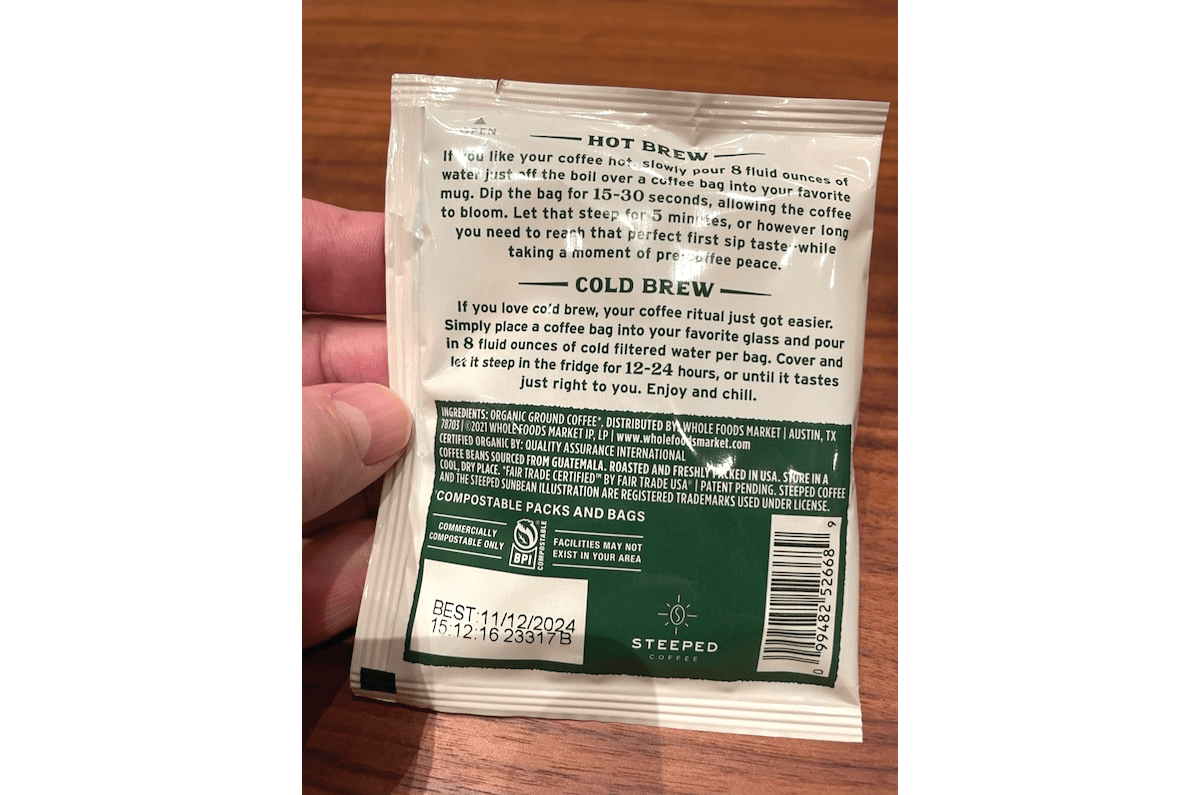 OPEN
HOT BREW
If you like your coffee hot, slowly pour 8 fluid ounces of
water just off the boil over a coffee bag into your favorite
mug. Dip the bag for 15-30 seconds, allowing the coffee
to bloom. Let that steep for 5 minutes, or however long
you need to reach that perfect first sip taste while
taking a moment of pre-coffee peace.
COLD BREW
If you love cold brew, your coffee ritual just got easier.
Simply place a coffee bag into your favorite glass and pour
in 8 fluid ounces of cold filtered water per bag. Cover and
let it steep in the fridge for 12-24 hours, or until it tastes
just right to you. Enjoy and chill.
INGREDIENTS: ORGANIC GROUND COFFEE*. DISTRIBUTED BY: WHOLE FOODS MARKET | AUSTIN, TX
78703 | ©2021 WHOLE FOODS MARKET IP, LP | www.wholefoodsmarket.com
CERTIFIED ORGANIC BY: QUALITY ASSURANCE INTERNATIONAL
COFFEE BEANS SOURCED FROM GUATEMALA. ROASTED AND FRESHLY PACKED IN USA. STORE IN A
COOL, DRY PLACE. *FAIR TRADE CERTIFIED™ BY FAIR TRADE USA® | PATENT PENDING. STEEPED COFFEE
AND THE STEEPED SUNBEAN ILLUSTRATION ARE REGISTERED TRADEMARKS USED UNDER LICENSE.
COMPOSTABLE PACKS AND BAGS
COMMERCIALLY
COMPOSTABLE ONLY
BPI
COMPOSTABLE
FACILITIES MAY NOT
EXIST IN YOUR AREA
BEST:11/12/2024
15:12:16 23317B
STEEPED
COFFEE
0 99482 52668 9